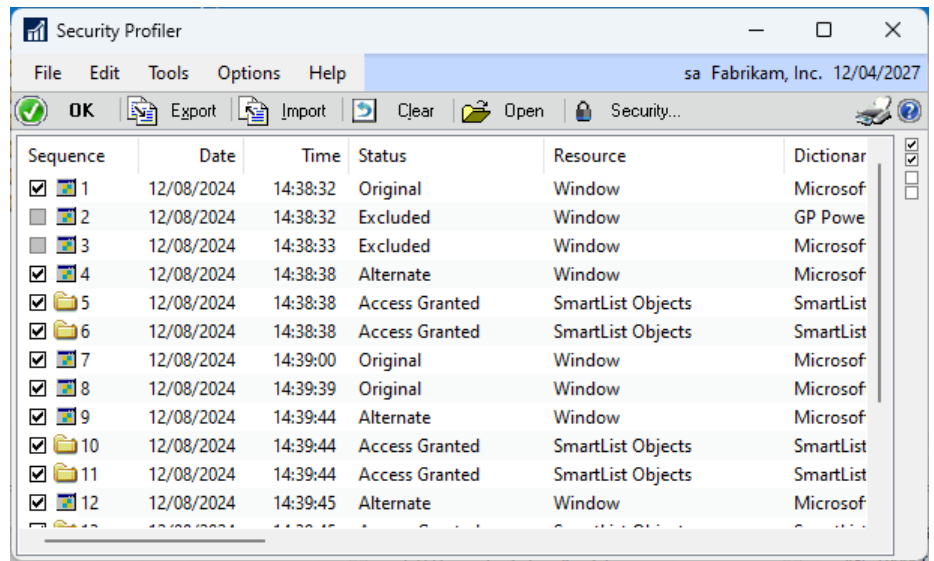 Security Profiler
File Edit Tools Options Help sa Fabrikam, Inc. 12/04/2027
OK Export Import Clear Open Security...
Sequence Date Time Status Resource Dictionar
1 12/08/2024 14:38:32 Original Window Microsof
2 12/08/2024 14:38:32 Excluded Window GP Powe
3 12/08/2024 14:38:33 Excluded Window Microsof
4 12/08/2024 14:38:38 Alternate Window Microsof
5 12/08/2024 14:38:38 Access Granted SmartList Objects SmartList
6 12/08/2024 14:38:38 Access Granted SmartList Objects SmartList
7 12/08/2024 14:39:00 Original Window Microsof
8 12/08/2024 14:39:39 Original Window Microsof
9 12/08/2024 14:39:44 Alternate Window Microsof
10 12/08/2024 14:39:44 Access Granted SmartList Objects SmartList
11 12/08/2024 14:39:44 Access Granted SmartList Objects SmartList
12 12/08/2024 14:39:45 Alternate Window Microsof